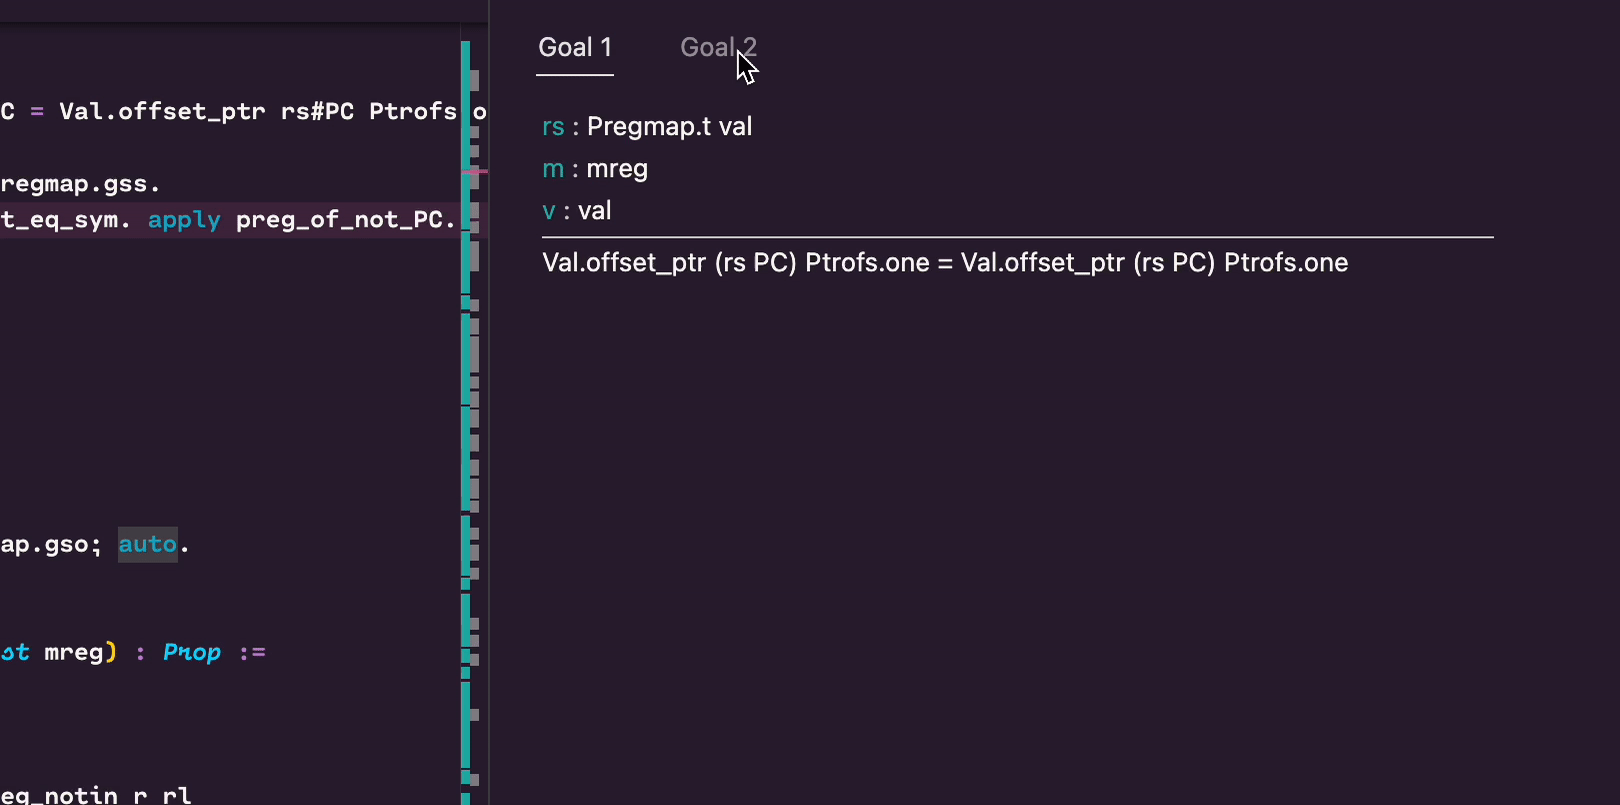 C = Val.offset_ptr rs#PC Ptrofs o
regmap.gss.
t_eq_sym. apply preg_of_not_PC.
ap.gso; auto.
st mreg) : Prop :=
eg_notin r rl
Goal 1 Goal 2
rs : Pregmap.t val
m : mreg
v : val
Val.offset_ptr (rs PC) Ptrofs.one = Val.offset_ptr (rs PC) Ptrofs.one